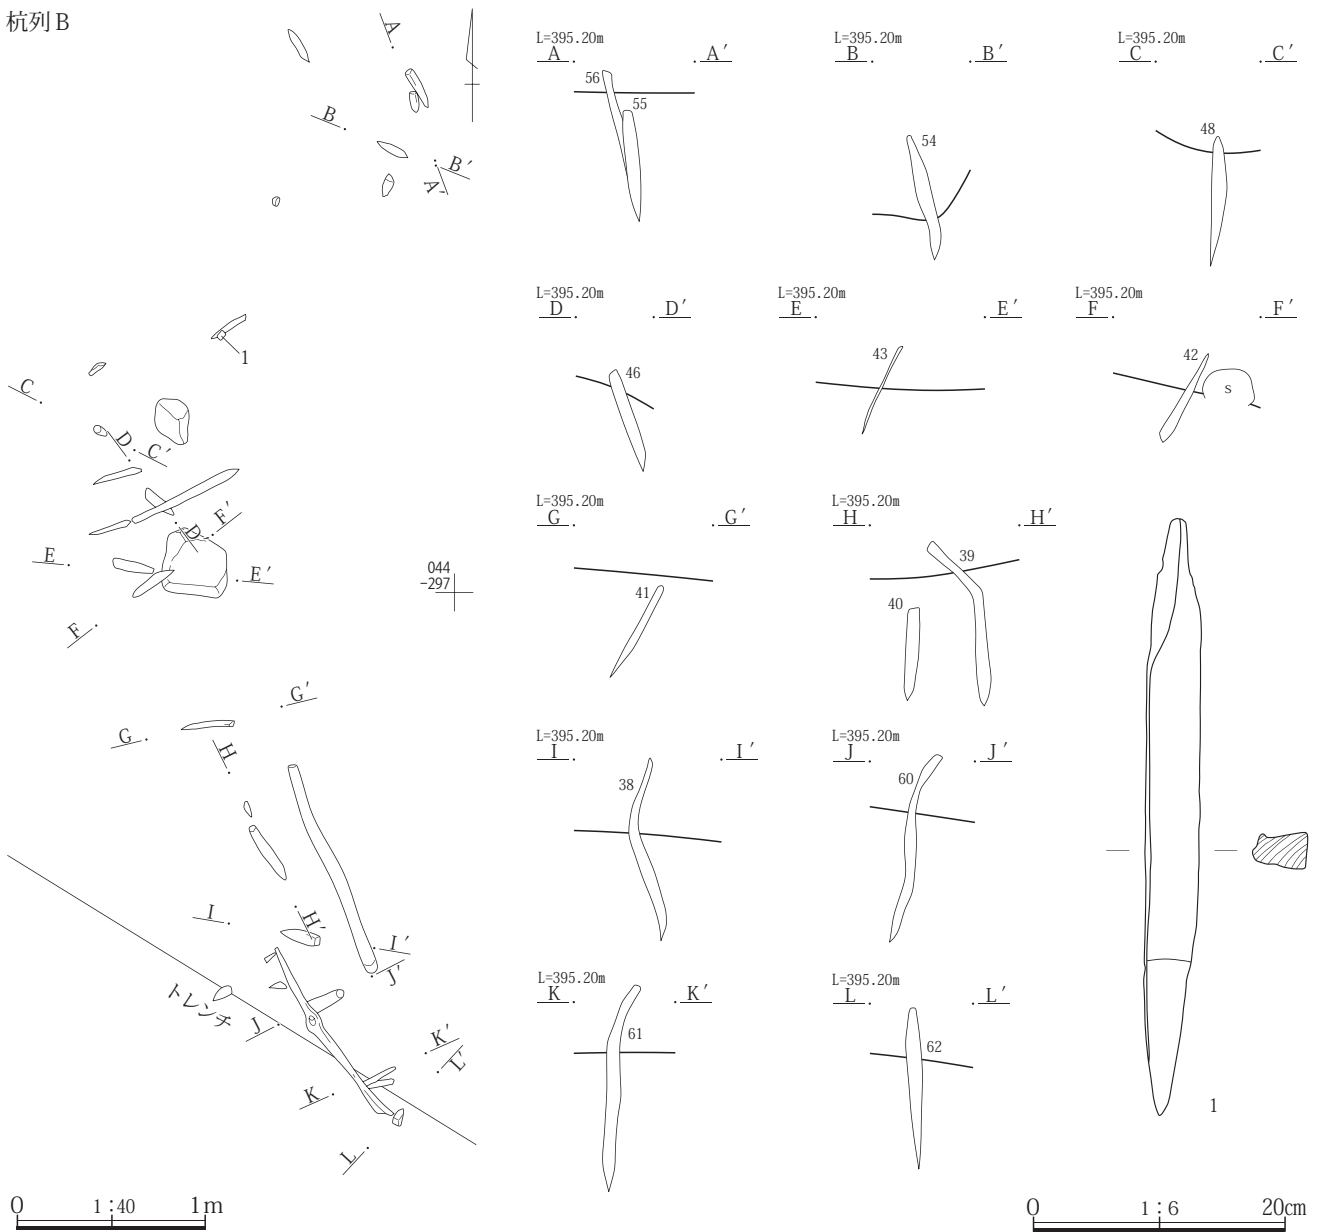 杭列B
A
B
B′
A′
1
C
D
C′
F′
D′
E
E′
F
044
-297
G′
G
H
I
H′
I′
J′
トレンチ
J
K′
L′
K
L
0 1:40 1m
L=395.20m
A A′
56
55
L=395.20m
B B′
54
L=395.20m
C C′
48
L=395.20m
D D′
46
L=395.20m
E E′
43
L=395.20m
F F′
42
S
L=395.20m
G G′
41
L=395.20m
H H′
39
40
L=395.20m
I I′
38
L=395.20m
J J′
60
L=395.20m
K K′
61
L=395.20m
L L′
62
1
0 1:6 20cm